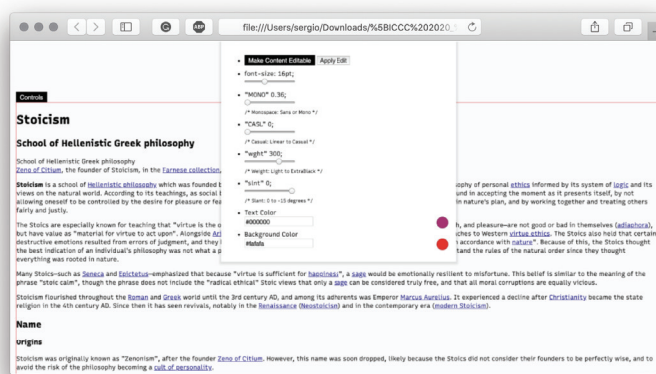 file:///Users/sergio/Downloads/%5BICCC%202020_
ABP
Make Content Editable Apply Edit
font-size: 16pt;
"MONO" 0.36;
/* Monospace: Sans or Mono */
"CASL" 0;
/* Casual: Linear to Casual */
"wght" 300;
/* Weight: Light to ExtraBlack */
"slnt" 0;
/* Slant: 0 to -15 degrees */
Text Color
#000000
Background Color
#fafafa
Controls
Stoicism
School of Hellenistic Greek philosophy
School of Hellenistic Greek philosophy
Zeno of Citium, the founder of Stoicism, in the Farnese collection,
Stoicism is a school of Hellenistic philosophy which was founded b ophy of personal ethics informed by its system of logic and its
views on the natural world. According to its teachings, as social b und in accepting the moment as it presents itself, by not
allowing oneself to be controlled by the desire for pleasure or fea in nature's plan, and by working together and treating others
fairly and justly.
The Stoics are especially known for teaching that "virtue is the o h, and pleasure—are not good or bad in themselves (adiaphora),
but have value as "material for virtue to act upon". Alongside Ari ches to Western virtue ethics. The Stoics also held that certain
destructive emotions resulted from errors of judgment, and they accordance with nature". Because of this, the Stoics thought
the best indication of an individual's philosophy was not what a p tand the rules of the natural order since they thought
everything was rooted in nature.
Many Stoics—such as Seneca and Epictetus—emphasized that because "virtue is sufficient for happiness", a sage would be emotionally resilient to misfortune. This belief is similar to the meaning of the
phrase "stoic calm", though the phrase does not include the "radical ethical" Stoic views that only a sage can be considered truly free, and that all moral corruptions are equally vicious.
Stoicism flourished throughout the Roman and Greek world until the 3rd century AD, and among its adherents was Emperor Marcus Aurelius. It experienced a decline after Christianity became the state
religion in the 4th century AD. Since then it has seen revivals, notably in the Renaissance (Neostoicism) and in the contemporary era (modern Stoicism).
Name
Origins
Stoicism was originally known as "Zenonism", after the founder Zeno of Citium. However, this name was soon dropped, likely because the Stoics did not consider their founders to be perfectly wise, and to
avoid the risk of the philosophy becoming a cult of personality.